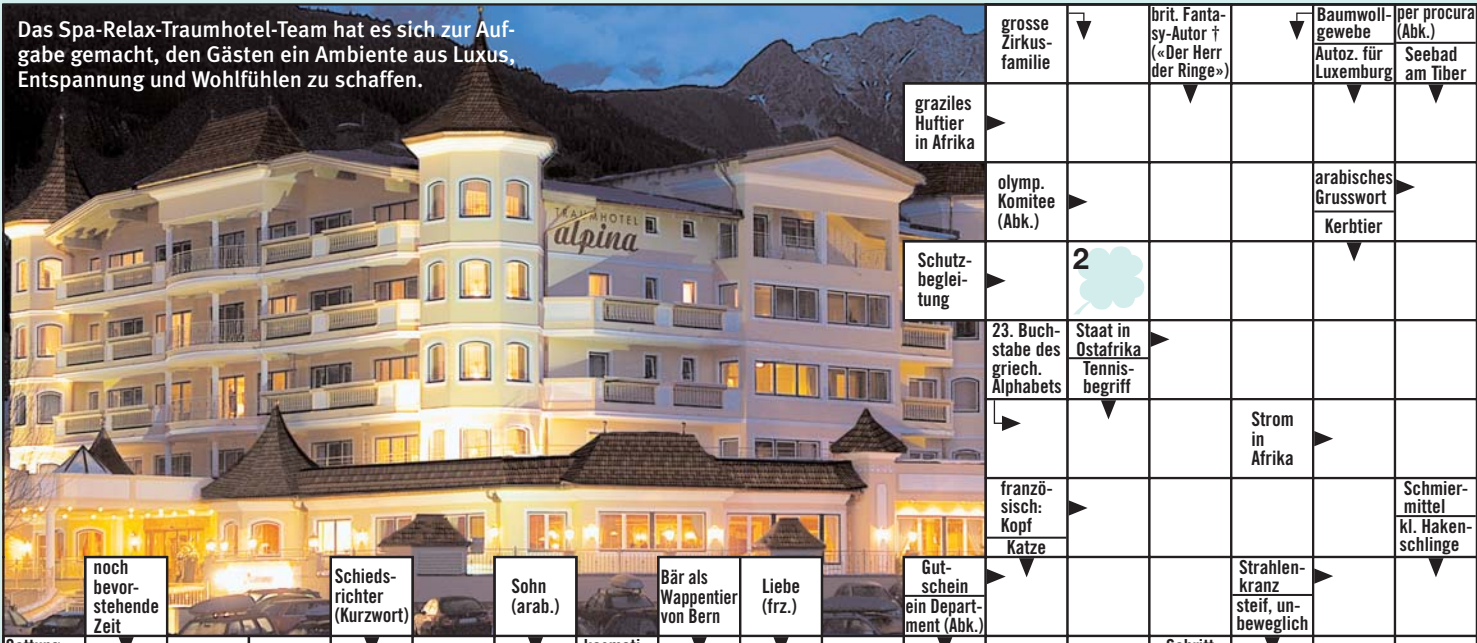 Das Spa-Relax-Traumhotel-Team hat es sich zur Auf-
gabe gemacht, den Gästen ein Ambiente aus Luxus,
Entspannung und Wohlfühlen zu schaffen.
grosse
Zirkus-
familie
brit. Fanta-
sy-Autor †
(«Der Herr
der Ringe»)
Baumwoll-
gewebe
Autoz. für
Luxemburg
per procura
(Abk.)
Seebad
am Tiber
graziles
Huftier
in Afrika
TRAUMHOTEL
alpina
olymp.
Komitee
(Abk.)
arabisches
Grusswort
Kerbtier
Schutz-
beglei-
tung
2
23. Buch-
stabe des
griech.
Alphabets
Staat in
Ostafrika
Tennis-
begriff
Strom
in
Afrika
franzö-
sisch:
Kopf
Katze
Schmier-
mittel
kl. Haken-
schlinge
noch
bevor-
stehende
Zeit
Schieds-
richter
(Kurzwort)
Sohn
(arab.)
Bär als
Wappentier
von Bern
Liebe
(frz.)
Gut-
schein
ein Depart-
ment (Abk.)
Strahlen-
kranz
steif, un-
beweglich